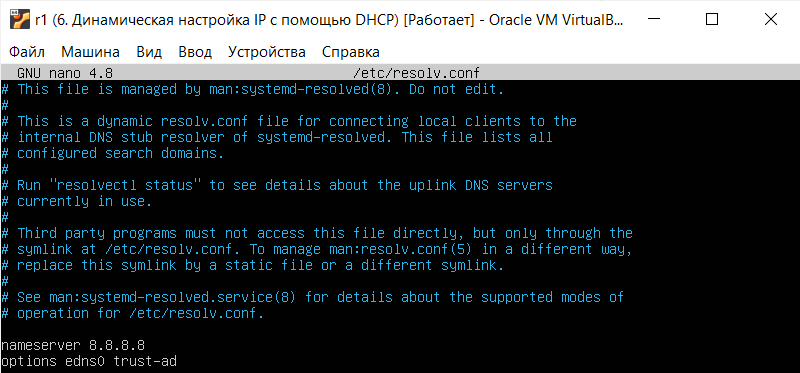 r1 (6. Динамическая настройка IP с помощью DHCP) [Работает] - Oracle VM VirtualB...
Файл Машина Вид Ввод Устройства Справка
GNU nano 4.8 /etc/resolv.conf
# This file is managed by man:systemd-resolved(8). Do not edit.
#
# This is a dynamic resolv.conf file for connecting local clients to the
# internal DNS stub resolver of systemd-resolved. This file lists all
# configured search domains.
#
# Run "resolvectl status" to see details about the uplink DNS servers
# currently in use.
#
# Third party programs must not access this file directly, but only through the
# symlink at /etc/resolv.conf. To manage man:resolv.conf(5) in a different way,
# replace this symlink by a static file or a different symlink.
#
# See man:systemd-resolved.service(8) for details about the supported modes of
# operation for /etc/resolv.conf.
nameserver 8.8.8.8
options edns0 trust-ad